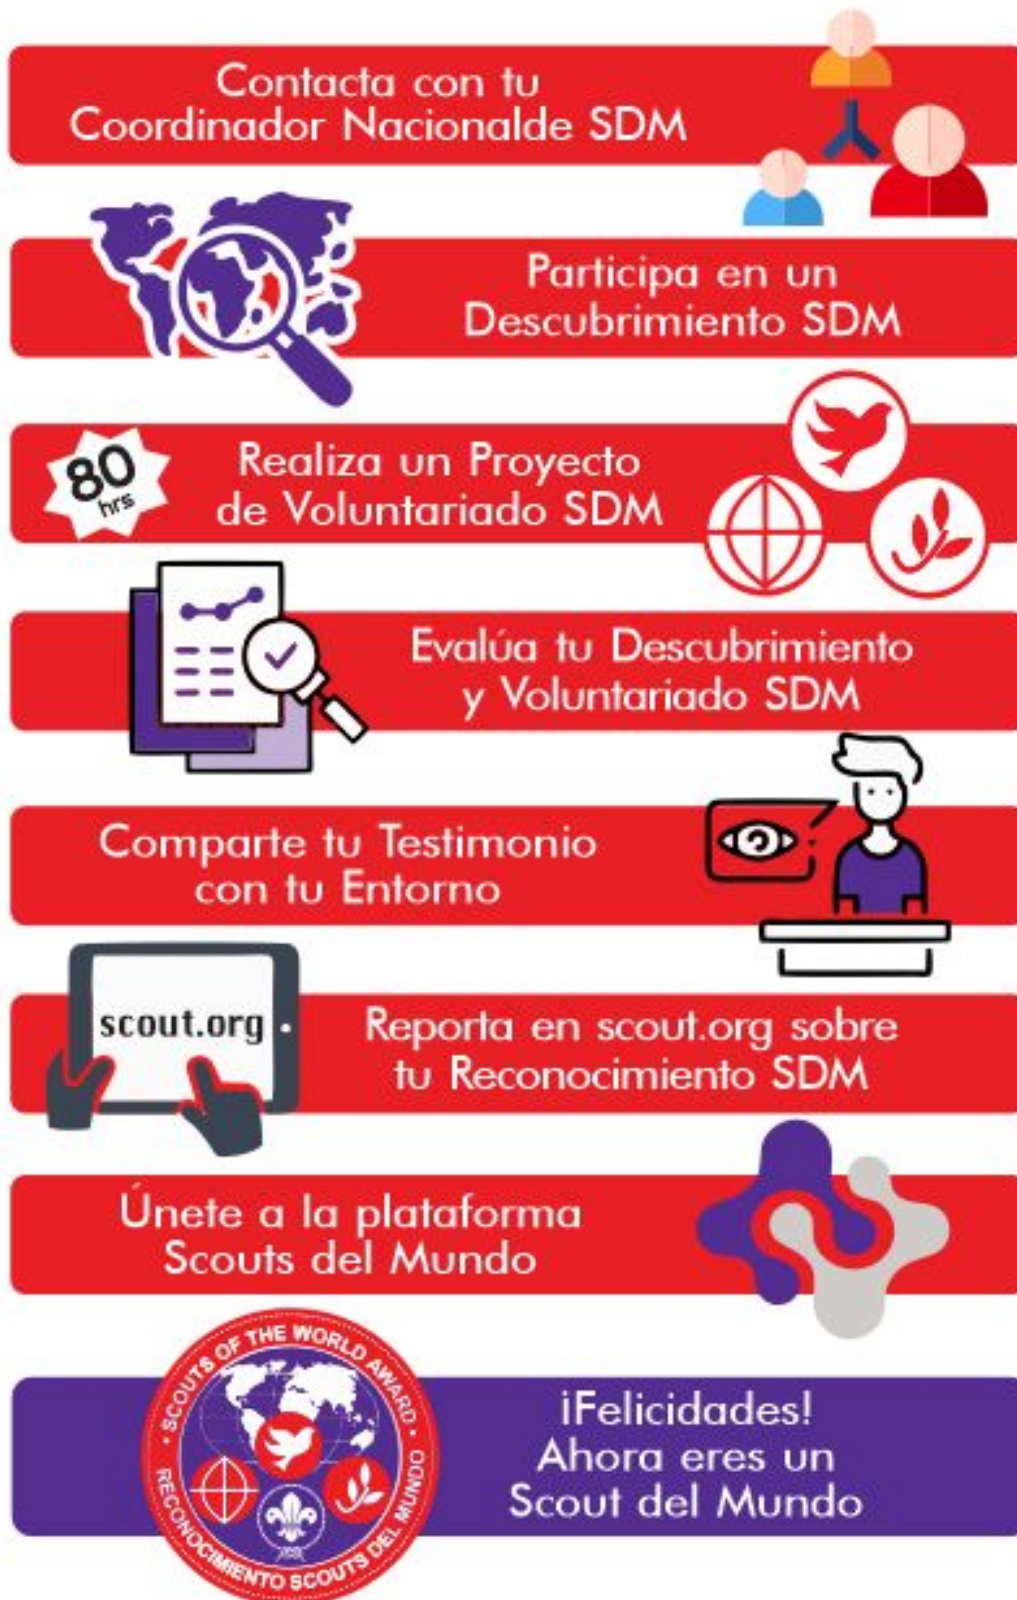 Contacta con tu
Coordinador Nacionalde SDM
Participa en un
Descubrimiento SDM
80
hrs
Realiza un Proyecto
de Voluntariado SDM
Evalúa tu Descubrimiento
y Voluntariado SDM
Comparte tu Testimonio
con tu Entorno
scout.org
Reporta en scout.org sobre
tu Reconocimiento SDM
Únete a la plataforma
Scouts del Mundo
• SCOUTS OF THE WORLD AWARD •
RECONOCIMIENTO SCOUTS DEL MUNDO
¡Felicidades!
Ahora eres un
Scout del Mundo